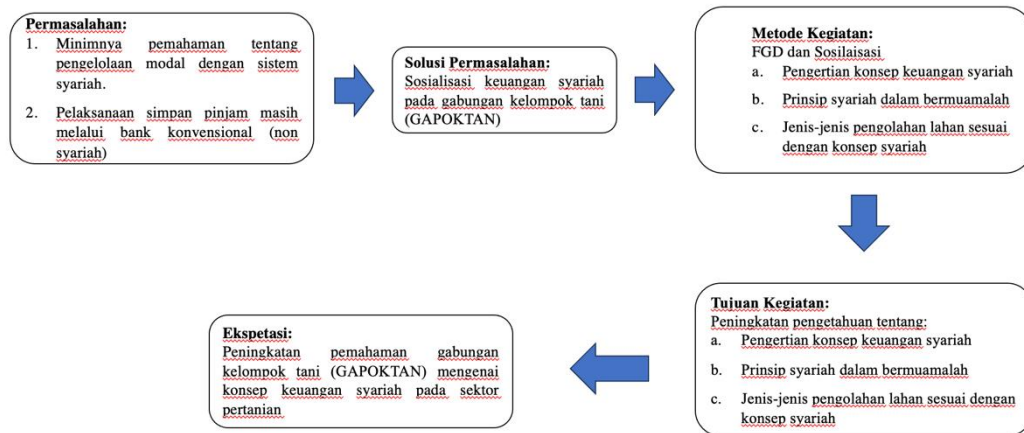 Permasalahan:
1. Minimnya pemahaman tentang
pengelolaan modal dengan sistem
syariah.
2. Pelaksanaan simpan pinjam masih
melalui bank konvensional (non
syariah)
Solusi Permasalahan:
Sosialisasi keuangan syariah
pada gabungan kelompok tani
(GAPOKTAN)
Metode Kegiatan:
FGD dan Sosilaisasi
a. Pengertian konsep keuangan syariah
b. Prinsip syariah dalam bermuamalah
c. Jenis-jenis pengolahan lahan sesuai
dengan konsep syariah
Tujuan Kegiatan:
Peningkatan pengetahuan tentang:
a. Pengertian konsep keuangan syariah
b. Prinsip syariah dalam bermuamalah
c. Jenis-jenis pengolahan lahan sesuai dengan
konsep syariah
Ekspetasi:
Peningkatan pemahaman gabungan
kelompok tani (GAPOKTAN) mengenai
konsep keuangan syariah pada sektor
pertanian